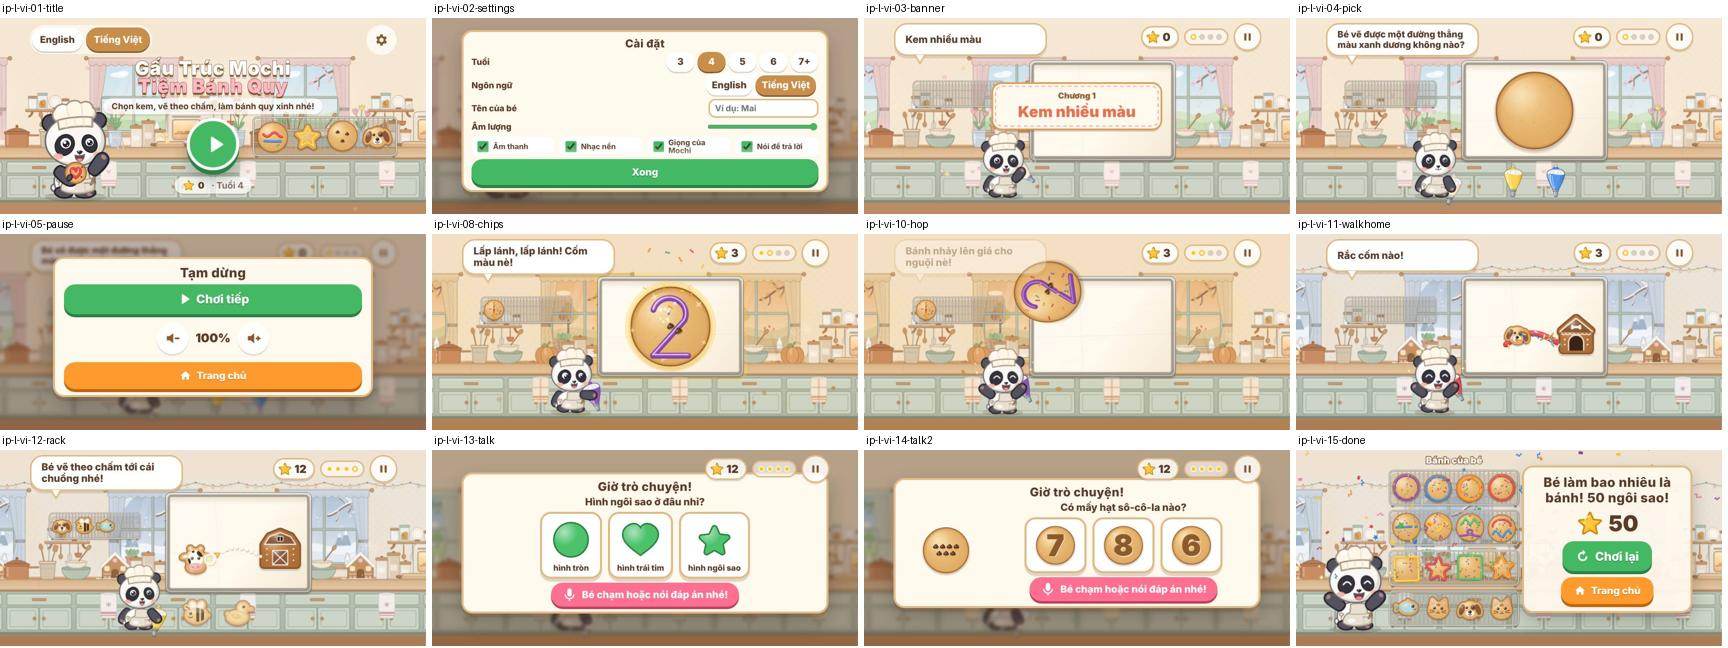 ip-l-vi-01-title
English
Tiếng Việt
Gấu Trúc Mochi
Tiệm Bánh Quy
Chọn kem, vẽ theo chấm, làm bánh quy xinh nhé!
0 · Tuổi 4
ip-l-vi-02-settings
Cài đặt
Tuổi
3 4 5 6 7+
Ngôn ngữ
English Tiếng Việt
Tên của bé
Ví dụ: Mai
Âm lượng
Âm thanh
Nhạc nền
Giọng của
Mochi
Nói để trả lời
Xong
ip-l-vi-03-banner
Kem nhiều màu
0
Chương 1
Kem nhiều màu
ip-l-vi-04-pick
Bé vẽ được một đường thẳng
màu xanh dương không nào?
0
ip-l-vi-05-pause
Bé vẽ được một đường thẳng
0
Tạm dừng
Chơi tiếp
100%
Trang chủ
ip-l-vi-08-chips
Lấp lánh, lấp lánh! Cốm
màu nè!
3
2
ip-l-vi-10-hop
Bánh nhảy lên giá cho
nguội nè!
3
2
ip-l-vi-11-walkhome
Rắc cốm nào!
3
ip-l-vi-12-rack
Bé vẽ theo chấm tới cái
chuồng nhé!
12
ip-l-vi-13-talk
12
Giờ trò chuyện!
Hình ngôi sao ở đâu nhỉ?
hình tròn
hình trái tim
hình ngôi sao
Bé chạm hoặc nói đáp án nhé!
ip-l-vi-14-talk2
12
Giờ trò chuyện!
Có mấy hạt sô-cô-la nào?
7 8 6
Bé chạm hoặc nói đáp án nhé!
ip-l-vi-15-done
Bánh của bé
Bé làm bao nhiêu là
bánh! 50 ngôi sao!
50
Chơi lại
Trang chủ